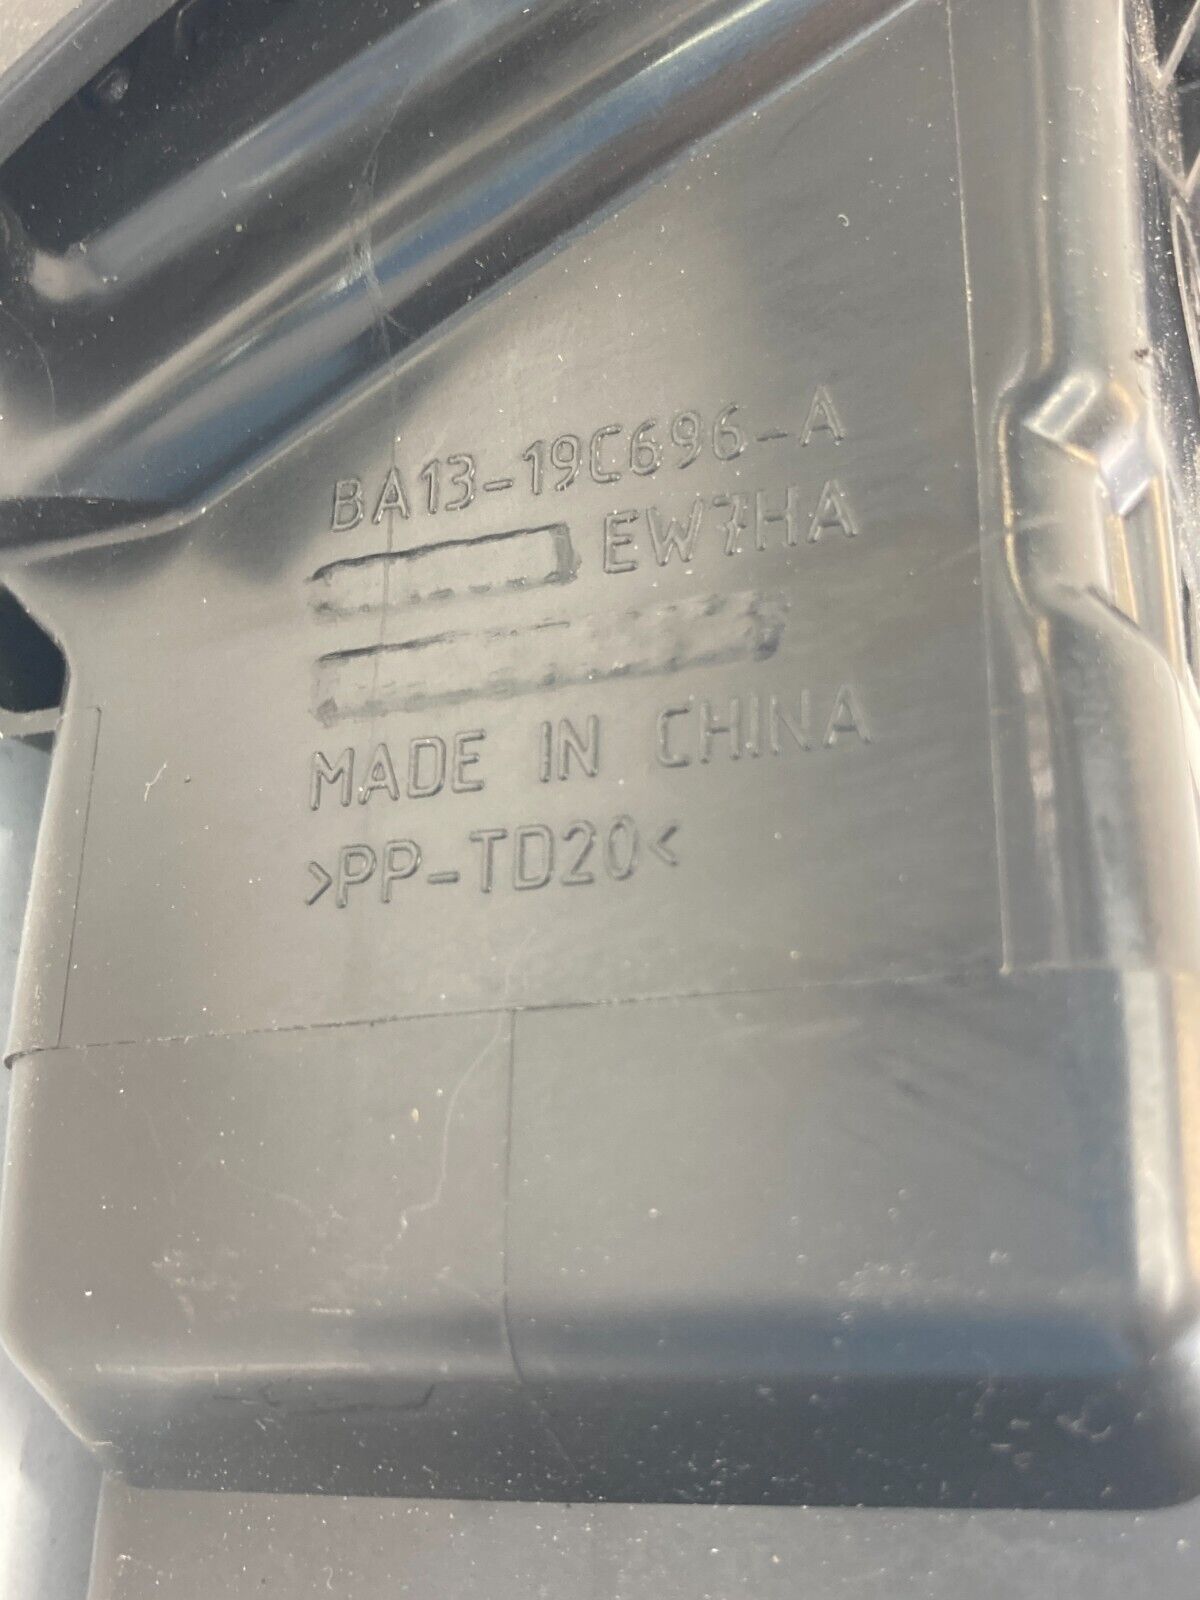 BA13-19C696-A
EW7HA
MADE IN CHINA
>PP-TD20<